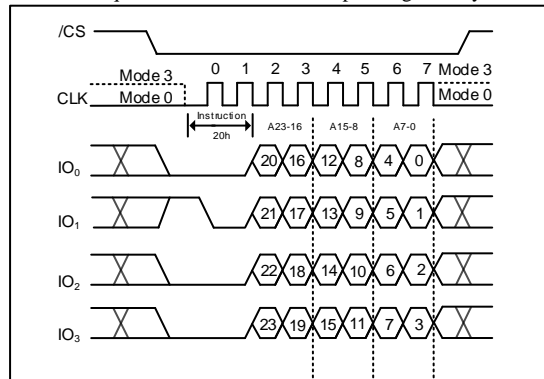 /CS
0 1 2 3 4 5 6 7
Mode 3 Mode 3
CLK Mode 0 Mode 0
Instruction A23-16 A15-8 A7-0
20h
IO0 20 16 12 8 4 0
IO1 21 17 13 9 5 1
IO2 22 18 14 10 6 2
IO3 23 19 15 11 7 3